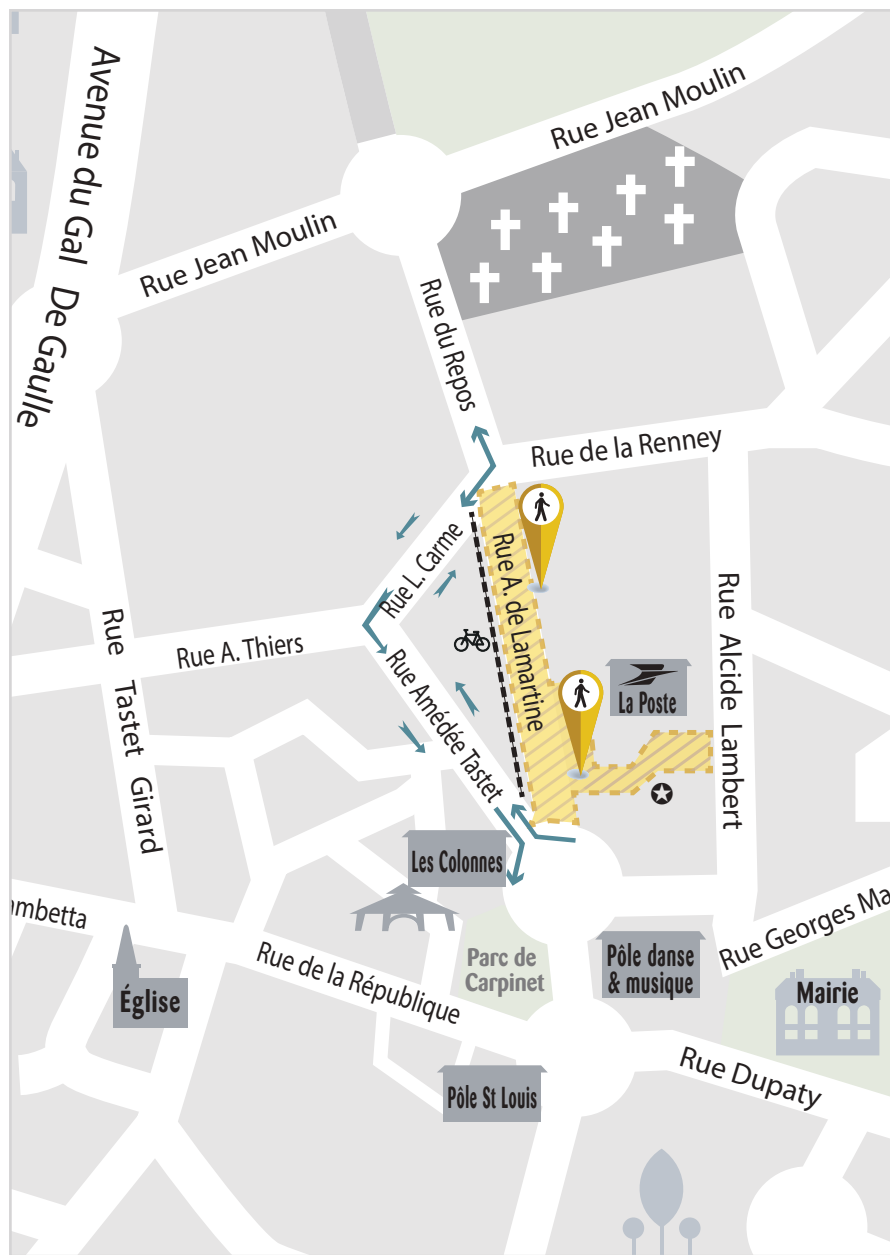 Avenue du Gal De Gaulle
Rue Jean Moulin
Rue Jean Moulin
Rue du Repos
Rue de la Renney
Rue L. Carme
Rue A. de Lamartine
Rue A. Thiers
Rue Tastet Girard
Rue Amédée Tastet
La Poste
Rue Alcide Lambert
Les Colonnes
ambetta
Rue de la République
Parc de
Carpinet
Pôle danse
& musique
Rue Georges Ma
Église
Mairie
Pôle St Louis
Rue Dupaty